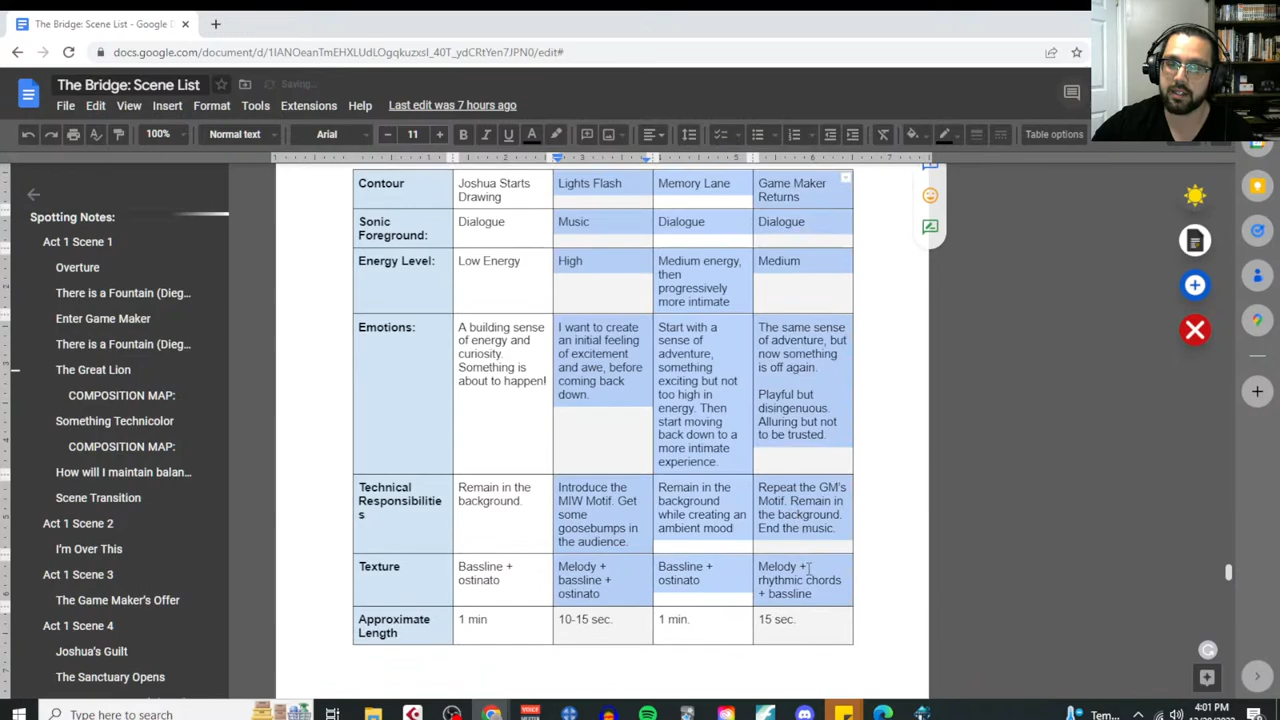 The Bridge: Scene List - Google D
docs.google.com/document/d/1IANOeanTmEHXLUdLOgqkuzxsI_40T_ydCRtYen7JPN0/edit#
The Bridge: Scene List
Saving...
File Edit View Insert Format Tools Extensions Help Last edit was 7 hours ago
100% Normal text Arial 11 Table options
1 2 3 4 5 6 7
Spotting Notes:
Act 1 Scene 1
Overture
There is a Fountain (Dieg...
Enter Game Maker
There is a Fountain (Dieg...
The Great Lion
COMPOSITION MAP:
Something Technicolor
COMPOSITION MAP:
How will I maintain balan...
Scene Transition
Act 1 Scene 2
I'm Over This
Act 1 Scene 3
The Game Maker's Offer
Act 1 Scene 4
Joshua's Guilt
The Sanctuary Opens
Contour
Joshua Starts
Drawing
Lights Flash
Memory Lane
Game Maker
Returns
Sonic
Foreground:
Dialogue
Music
Dialogue
Dialogue
Energy Level:
Low Energy
High
Medium energy,
then
progressively
more intimate
Medium
Emotions:
A building sense
of energy and
curiosity.
Something is
about to happen!
I want to create
an initial feeling
of excitement
and awe, before
coming back
down.
Start with a
sense of
adventure,
something
exciting but not
too high in
energy. Then
start moving
back down to a
more intimate
experience.
The same sense
of adventure, but
now something
is off again.
Playful but
disingenuous.
Alluring but not
to be trusted.
Technical
Responsibilitie
s
Remain in the
background.
Introduce the
MIW Motif. Get
some
goosebumps in
the audience.
Remain in the
background
while creating an
ambient mood
Repeat the GM's
Motif. Remain in
the background.
End the music.
Texture
Bassline +
ostinato
Melody +
bassline +
ostinato
Bassline +
ostinato
Melody +
rhythmic chords
+ bassline
Approximate
Length
1 min
10-15 sec.
1 min.
15 sec.
Type here to search
Tem...
4:01 PM